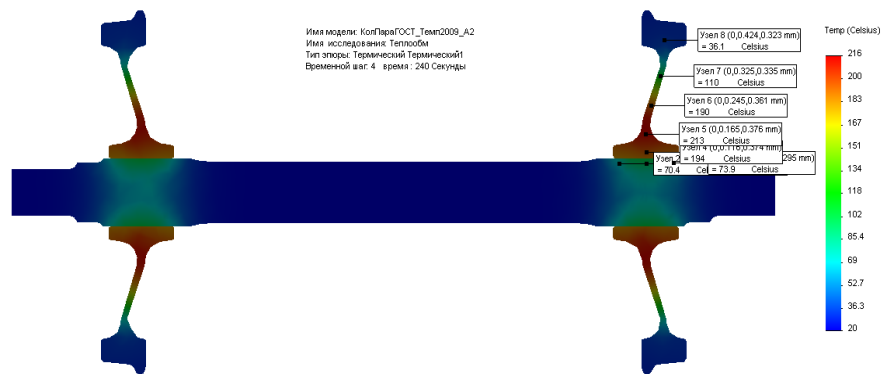 Имя модели: КолПараГОСТ_Темп2009_А2
Имя исследования: Теплообм
Тип эпюры: Термический Термический1
Временной шаг: 4 время : 240 Секунды
Temp (Celsius)
216
200
183
167
151
134
118
102
85.4
69
52.7
36.3
20
Узел 8 (0,0.424,0.323 mm)
= 36.1 Celsius
Узел 7 (0,0.325,0.335 mm)
= 110 Celsius
Узел 6 (0,0.245,0.361 mm)
= 190 Celsius
Узел 5 (0,0.165,0.376 mm)
= 213 Celsius
= 194 Celsius
Узел 2
295 mm)
= 70.4
= 73.9 Celsius